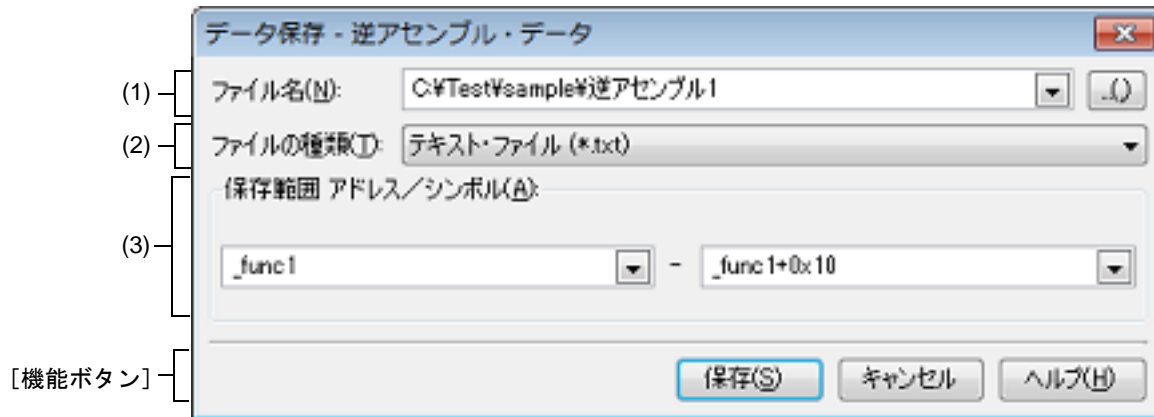 データ保存 - 逆アセンブル・データ
(1) ファイル名(N): C:¥Test¥sample¥逆アセンブル1 ...()
(2) ファイルの種類(T): テキスト・ファイル (*.txt)
保存範囲 アドレス／シンボル(A):
(3) _func1 - _func1+0x10
[機能ボタン] 保存(S) キャンセル ヘルプ(H)